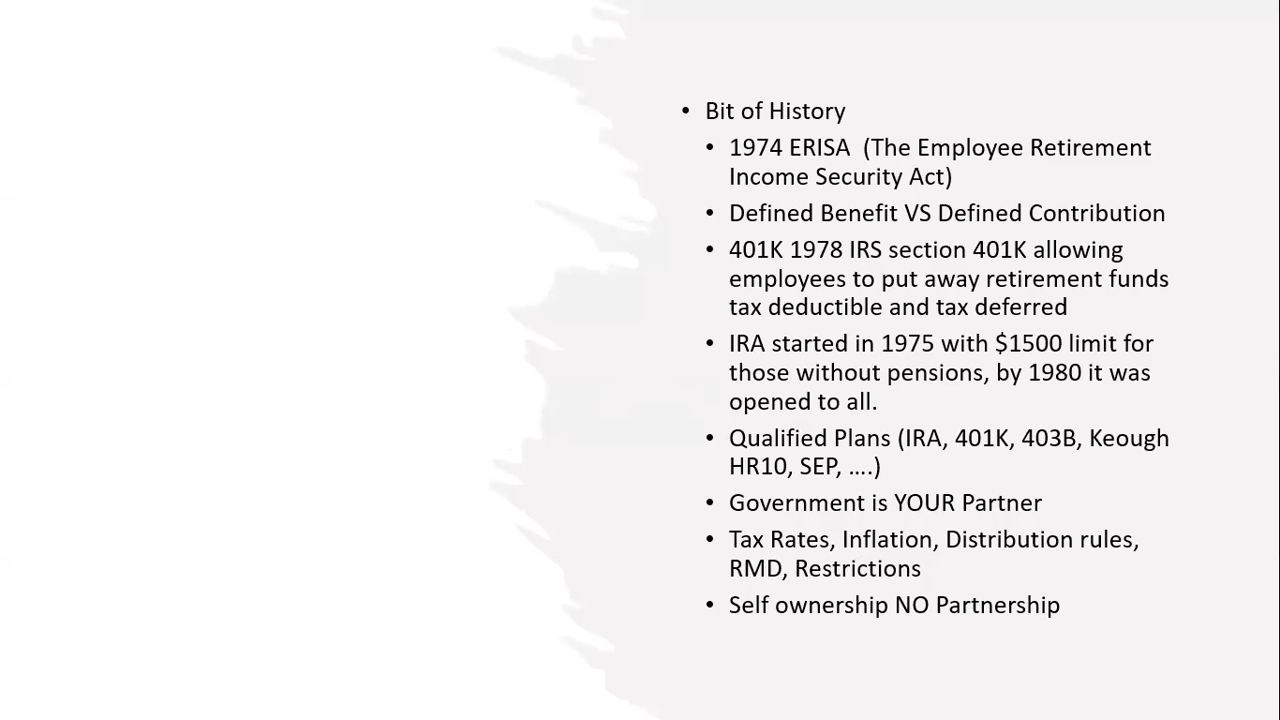 • Bit of History
• 1974 ERISA  (The Employee Retirement
Income Security Act)
• Defined Benefit VS Defined Contribution
• 401K 1978 IRS section 401K allowing
employees to put away retirement funds
tax deductible and tax deferred
• IRA started in 1975 with $1500 limit for
those without pensions, by 1980 it was
opened to all.
• Qualified Plans (IRA, 401K, 403B, Keough
HR10, SEP, ....)
• Government is YOUR Partner
• Tax Rates, Inflation, Distribution rules,
RMD, Restrictions
• Self ownership NO Partnership